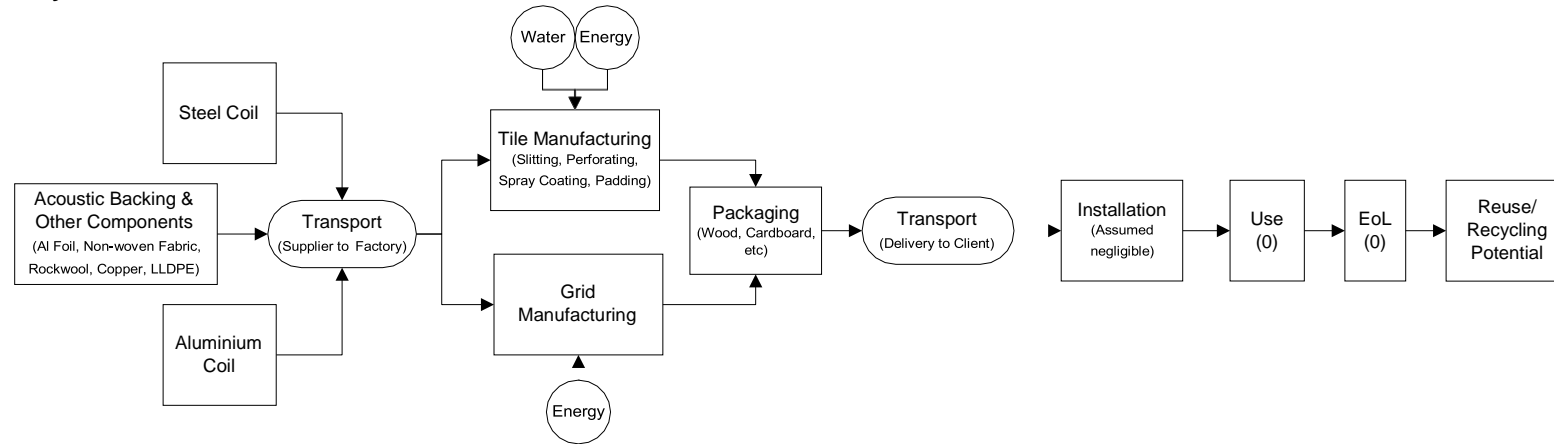 Water
Energy
Steel Coil
Tile Manufacturing
(Slitting, Perforating,
Spray Coating, Padding)
Acoustic Backing &
Other Components
(Al Foil, Non-woven Fabric,
Rockwool, Copper, LLDPE)
Transport
(Supplier to Factory)
Packaging
(Wood, Cardboard,
etc)
Transport
(Delivery to Client)
Installation
(Assumed
negligible)
Use
(0)
EoL
(0)
Reuse/
Recycling
Potential
Grid
Manufacturing
Aluminium
Coil
Energy